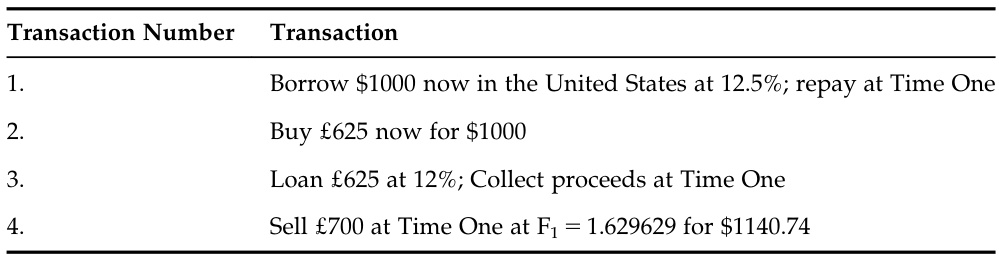 Transaction Number Transaction
1. Borrow $1000 now in the United States at 12.5%; repay at Time One
2. Buy £625 now for $1000
3. Loan £625 at 12%; Collect proceeds at Time One
4. Sell £700 at Time One at F₁ = 1.629629 for $1140.74